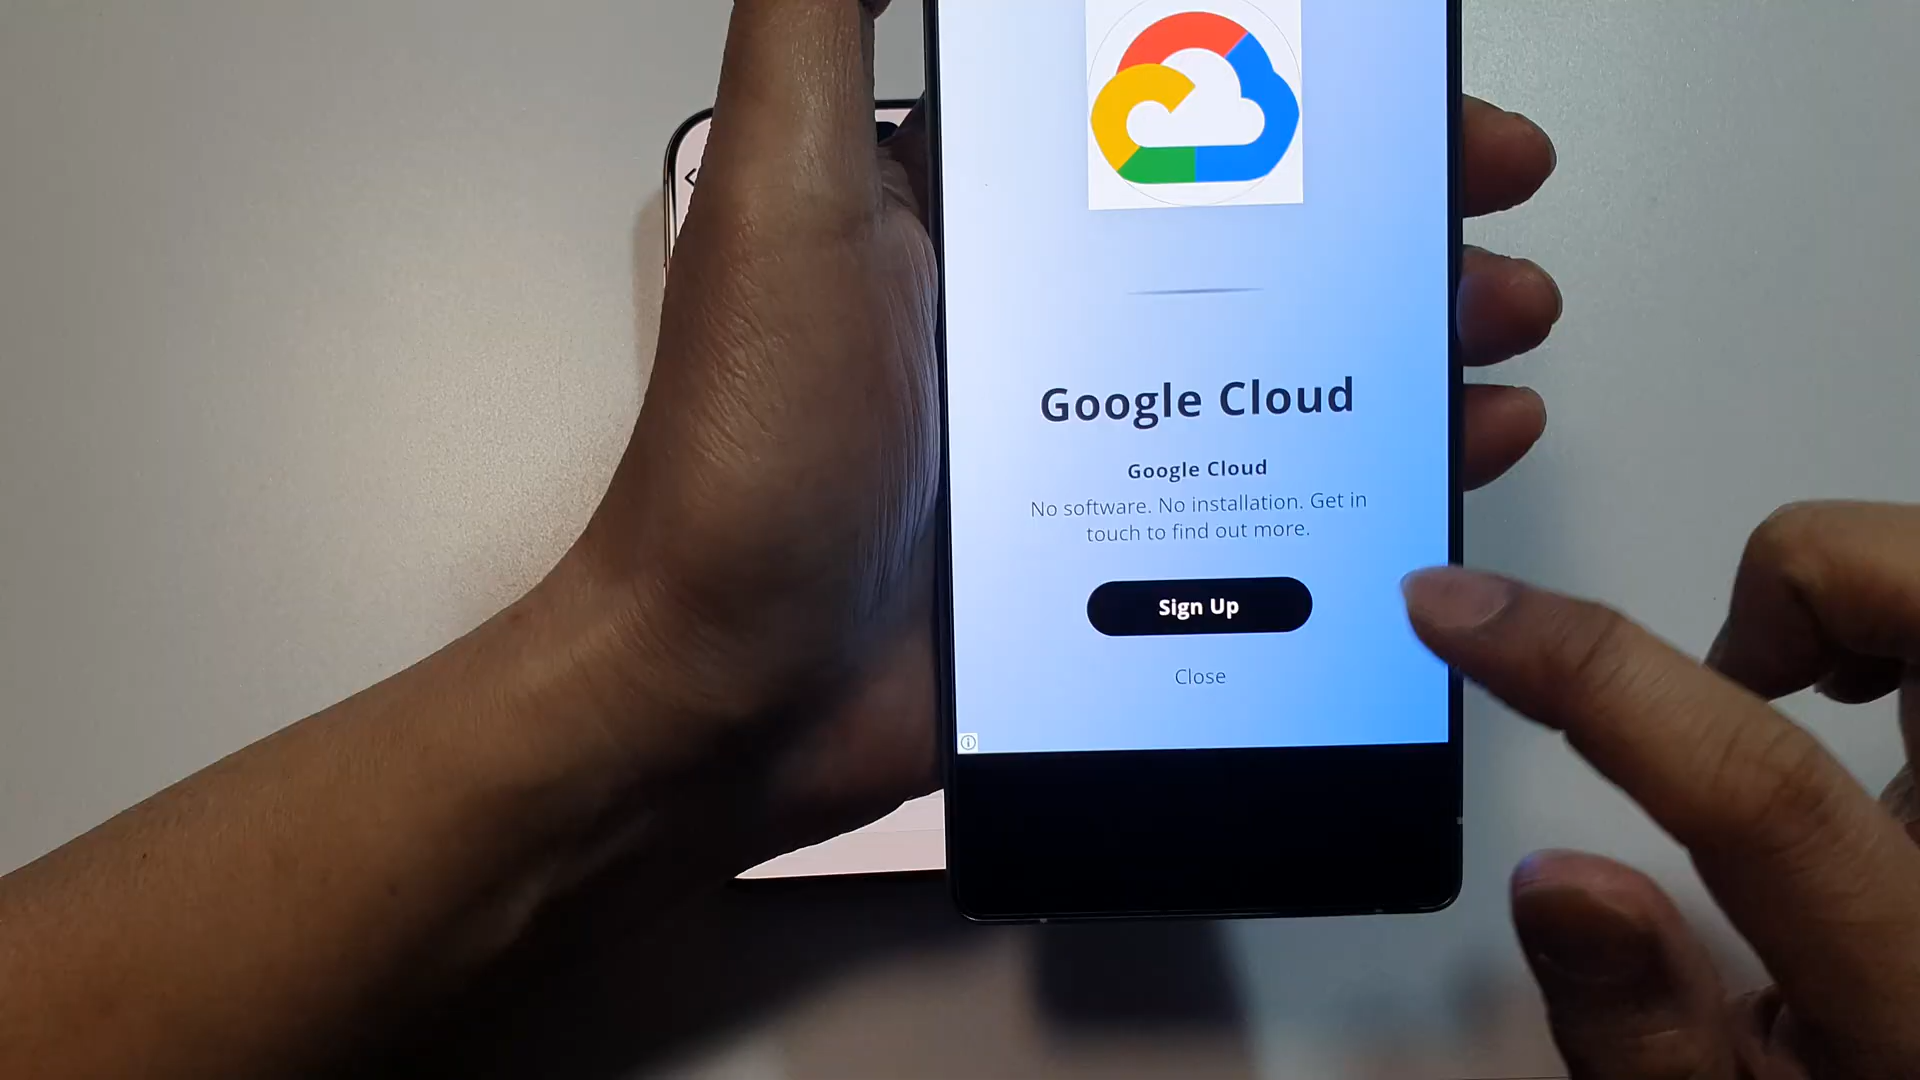 Google Cloud
Google Cloud
No software. No installation. Get in
touch to find out more.
Sign Up
Close